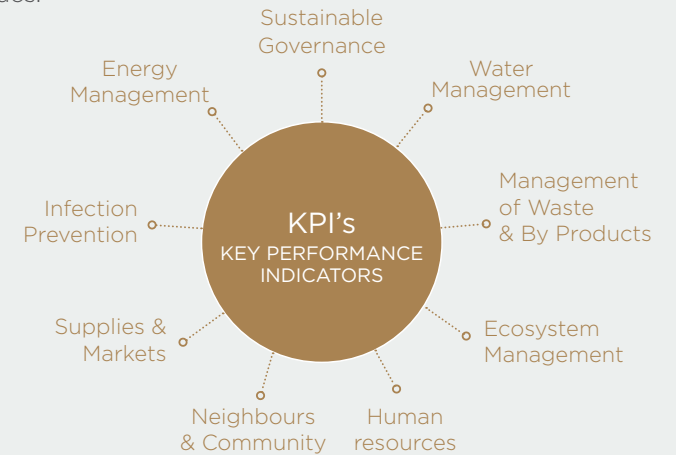 Sustainable
Governance
Energy
Management
Water
Management
Infection
Prevention
KPI's
KEY PERFORMANCE
INDICATORS
Management
of Waste
& By Products
Supplies &
Markets
Ecosystem
Management
Neighbours
& Community
Human
resources